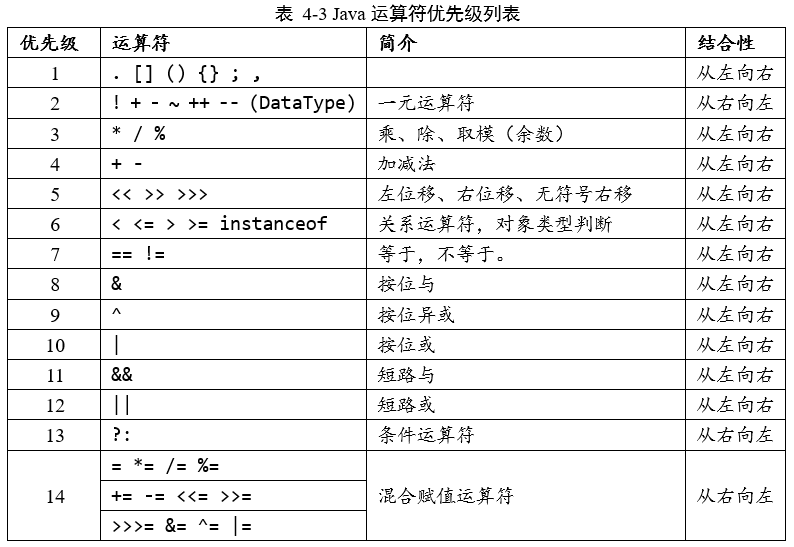 表 4-3 Java 运算符优先级列表
优先级 运算符 简介 结合性
1 . [] () {} ; , 从左向右
2 ! + - ~ ++ -- (DataType) 一元运算符 从右向左
3 * / % 乘、除、取模（余数） 从左向右
4 + - 加减法 从左向右
5 << >> >>> 左位移、右位移、无符号右移 从左向右
6 < <= > >= instanceof 关系运算符，对象类型判断 从左向右
7 == != 等于，不等于。 从左向右
8 & 按位与 从左向右
9 ^ 按位异或 从左向右
10 | 按位或 从左向右
11 && 短路与 从左向右
12 || 短路或 从左向右
13 ?: 条件运算符 从右向左
= *= /= %=
14 += -= <<= >>= 混合赋值运算符 从右向左
>>>= &= ^= |=